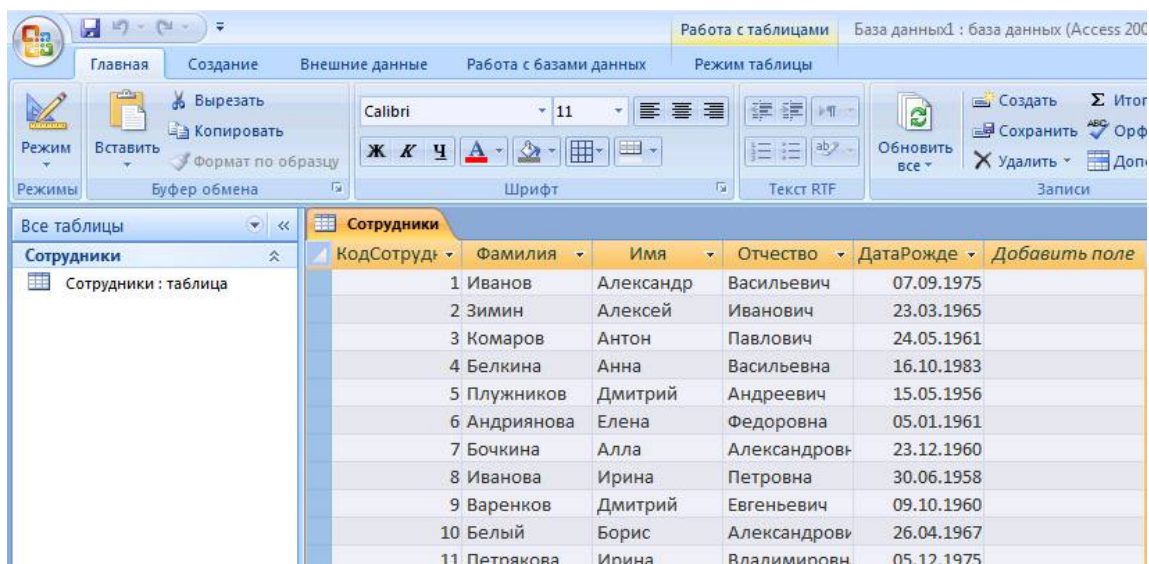 Работа с таблицами База данных1 : база данных (Access 200
Главная Создание Внешние данные Работа с базами данных Режим таблицы
Режим
Режимы
Вставить
Вырезать
Копировать
Формат по образцу
Буфер обмена
Calibri 11
Ж К Ч
Шрифт
Текст RTF
Обновить все
Создать Σ Итог
Сохранить Орф
Удалить Допо
Записи
Все таблицы «
Сотрудники
Сотрудники : таблица
Сотрудники
КодСотрудн Фамилия Имя Отчество ДатаРожде Добавить поле
1 Иванов Александр Васильевич 07.09.1975
2 Зимин Алексей Иванович 23.03.1965
3 Комаров Антон Павлович 24.05.1961
4 Белкина Анна Васильевна 16.10.1983
5 Плужников Дмитрий Андреевич 15.05.1956
6 Андриянова Елена Федоровна 05.01.1961
7 Бочкина Алла Александровн 23.12.1960
8 Иванова Ирина Петровна 30.06.1958
9 Варенков Дмитрий Евгеньевич 09.10.1960
10 Белый Борис Александрови 26.04.1967
11 Петрякова Ирина Владимировн 05.12.1975